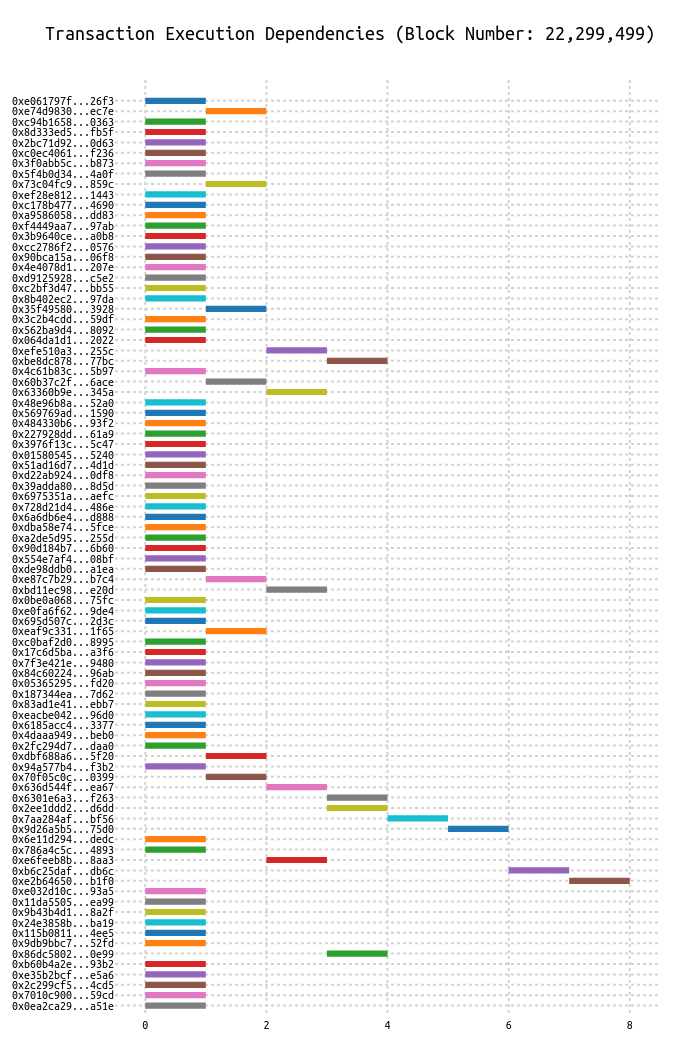 Transaction Execution Dependencies (Block Number: 22,299,499)
0xe061797f...26f3
0xe74d9830...ec7e
0xc94b1658...0363
0x8d333ed5...fb5f
0x2bc71d92...0d63
0xc0ec4061...f236
0x3f0abb5c...b873
0x5f4b0d34...4a0f
0x73c04fc9...859c
0xef28e812...1443
0xc178b477...4690
0xa9586058...dd83
0xf4449aa7...97ab
0x3b9640ce...a0b8
0xcc2786f2...0576
0x90bca15a...06f8
0x4e4078d1...207e
0xd9125928...c5e2
0xc2bf3d47...bb55
0x8b402ec2...97da
0x35f49580...3928
0x3c2b4cdd...59df
0x562ba9d4...8092
0x064da1d1...2022
0xefe510a3...255c
0xbe8dc878...77bc
0x4c61b83c...5b97
0x60b37c2f...6ace
0x63360b9e...345a
0x48e96b8a...52a0
0x569769ad...1590
0x484330b6...93f2
0x227928dd...61a9
0x3976f13c...5c47
0x01580545...5240
0x51ad16d7...4d1d
0xd22ab924...0df8
0x39adda80...8d5d
0x6975351a...aefc
0x728d21d4...486e
0x6a6db6e4...d888
0xdba58e74...5fce
0xa2de5d95...255d
0x90d184b7...6b60
0x554e7af4...08bf
0xde98ddb0...a1ea
0xe87c7b29...b7c4
0xbd11ec98...e20d
0x0be0a068...75fc
0xe0fa6f62...9de4
0x695d507c...2d3c
0xeaf9c331...1f65
0xc0baf2d0...8995
0x17c6d5ba...a3f6
0x7f3e421e...9480
0x84c60224...96ab
0x05365295...fd20
0x187344ea...7d62
0x83ad1e41...ebb7
0xeacbe042...96d0
0x6185acc4...3377
0x4daaa949...beb0
0x2fc294d7...daa0
0xdbf688a6...5f20
0x94a577b4...f3b2
0x70f05c0c...0399
0x636d544f...ea67
0x6301e6a3...f263
0x2ee1ddd2...d6dd
0x7aa284af...bf56
0x9d26a5b5...75d0
0x6e11d294...dedc
0x786a4c5c...4893
0xe6feeb8b...8aa3
0xb6c25daf...db6c
0xe2b64650...b1f0
0xe032d10c...93a5
0x11da5505...ea99
0x9b43b4d1...8a2f
0x24e3858b...ba19
0x115b0811...4ee5
0x9db9bbc7...52fd
0x86dc5802...0e99
0xb60b4a2e...93b2
0xe35b2bcf...e5a6
0x2c299cf5...4cd5
0x7010c900...59cd
0x0ea2ca29...a51e
0 2 4 6 8